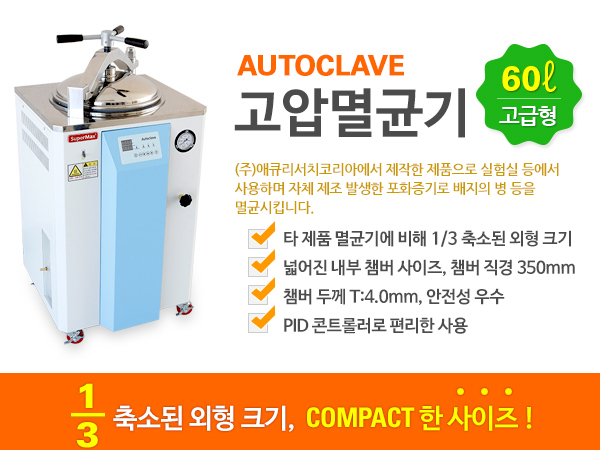 AUTOCLAVE
고압멸균기
60ℓ
고급형
(주)애큐리서치코리아에서 제작한 제품으로 실험실 등에서
사용하며 자체 제조 발생한 포화증기로 배지의 병 등을
멸균시킵니다.
타 제품 멸균기에 비해 1/3 축소된 외형 크기
넓어진 내부 챔버 사이즈, 챔버 직경 350mm
챔버 두께 T:4.0mm, 안전성 우수
PID 콘트롤러로 편리한 사용
SuperMax
Autoclave
1/3 축소된 외형 크기, COMPACT 한 사이즈 !